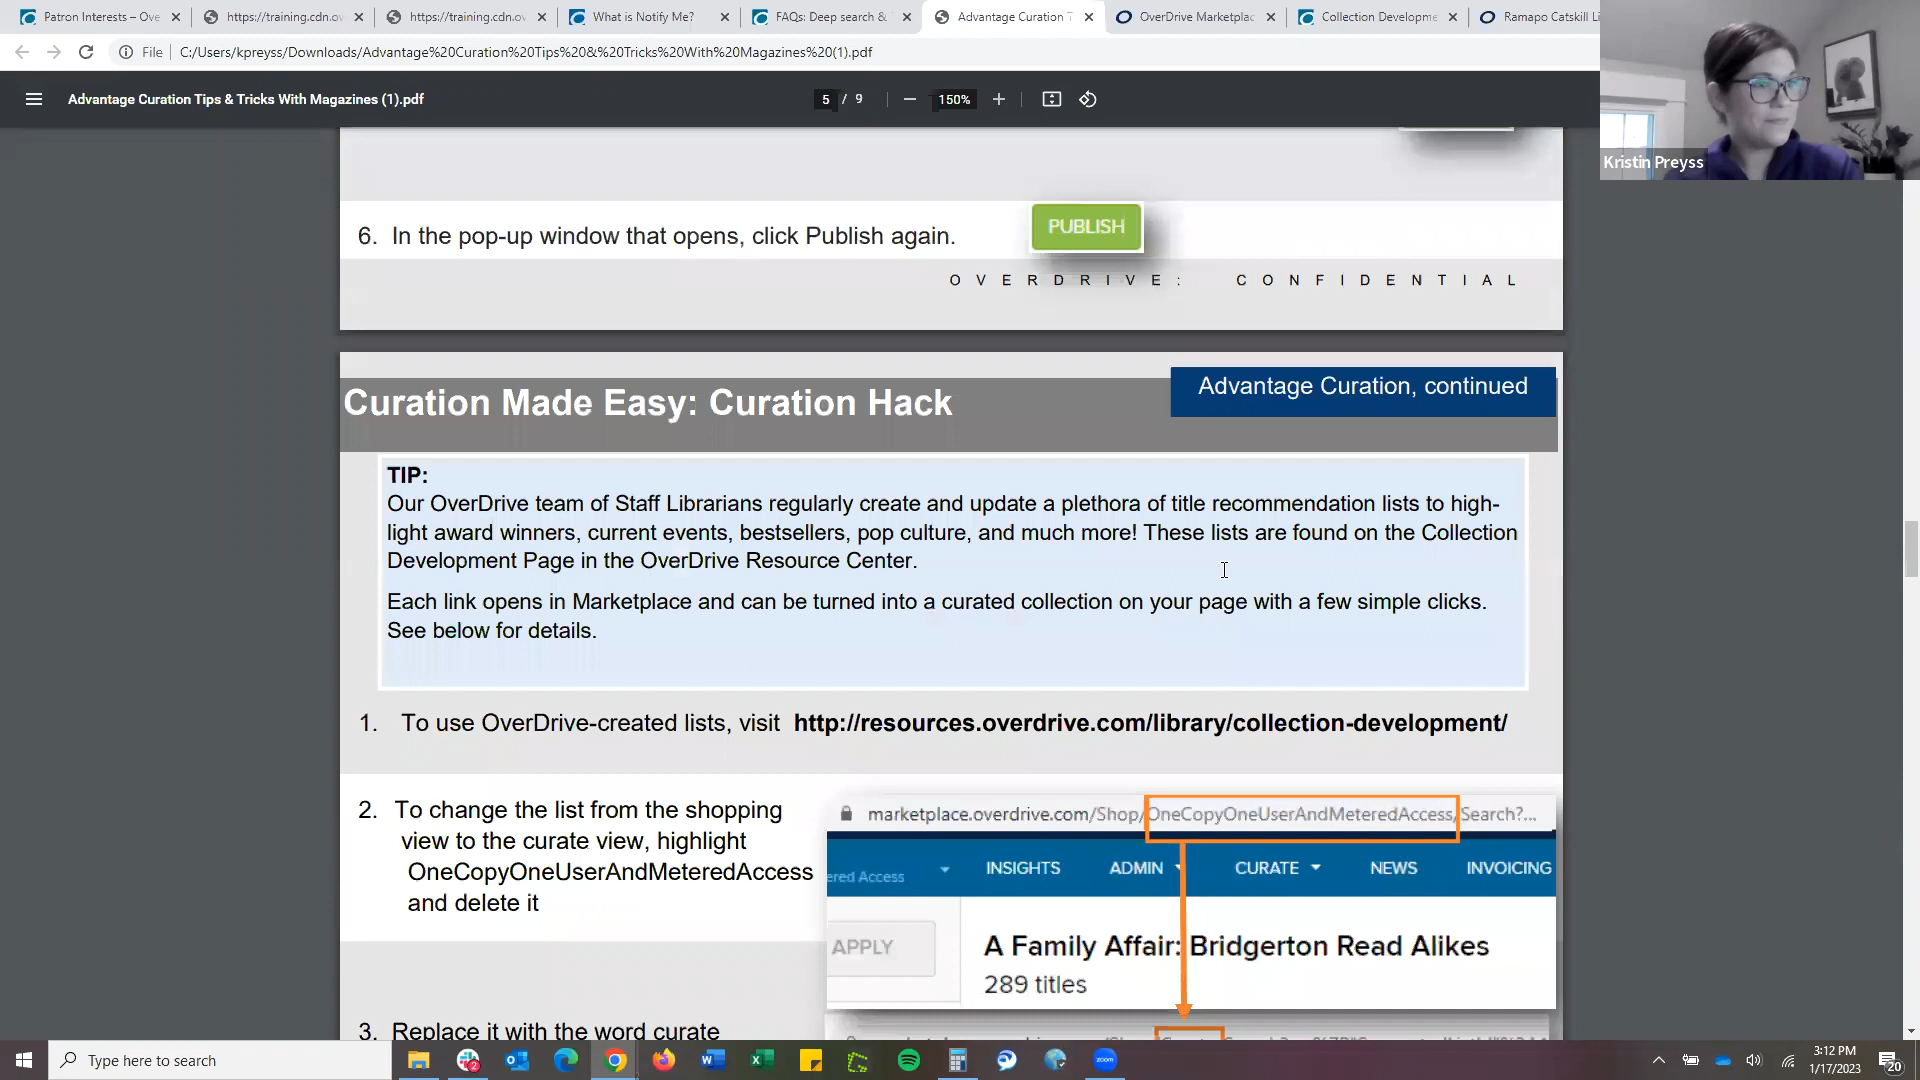 Patron Interests – Ove
https://training.cdn.ov
https://training.cdn.ov
What is Notify Me?
FAQs: Deep search &
Advantage Curation T
OverDrive Marketplac
Collection Developme
Ramapo Catskill Li
File
C:/Users/kpreyss/Downloads/Advantage%20Curation%20Tips%20&%20Tricks%20With%20Magazines%20(1).pdf
Advantage Curation Tips & Tricks With Magazines (1).pdf
5 / 9
150%
Kristin Preyss
6. In the pop-up window that opens, click Publish again.
PUBLISH
OVERDRIVE: CONFIDENTIAL
Curation Made Easy: Curation Hack
Advantage Curation, continued
TIP:
Our OverDrive team of Staff Librarians regularly create and update a plethora of title recommendation lists to high-
light award winners, current events, bestsellers, pop culture, and much more! These lists are found on the Collection
Development Page in the OverDrive Resource Center.
Each link opens in Marketplace and can be turned into a curated collection on your page with a few simple clicks.
See below for details.
1. To use OverDrive-created lists, visit http://resources.overdrive.com/library/collection-development/
2. To change the list from the shopping
view to the curate view, highlight
OneCopyOneUserAndMeteredAccess
and delete it
marketplace.overdrive.com/Shop/OneCopyOneUserAndMeteredAccess/Search?...
ered Access
INSIGHTS
ADMIN
CURATE
NEWS
INVOICING
APPLY
A Family Affair: Bridgerton Read Alikes
289 titles
3. Replace it with the word curate
Type here to search
3:12 PM
1/17/2023
20